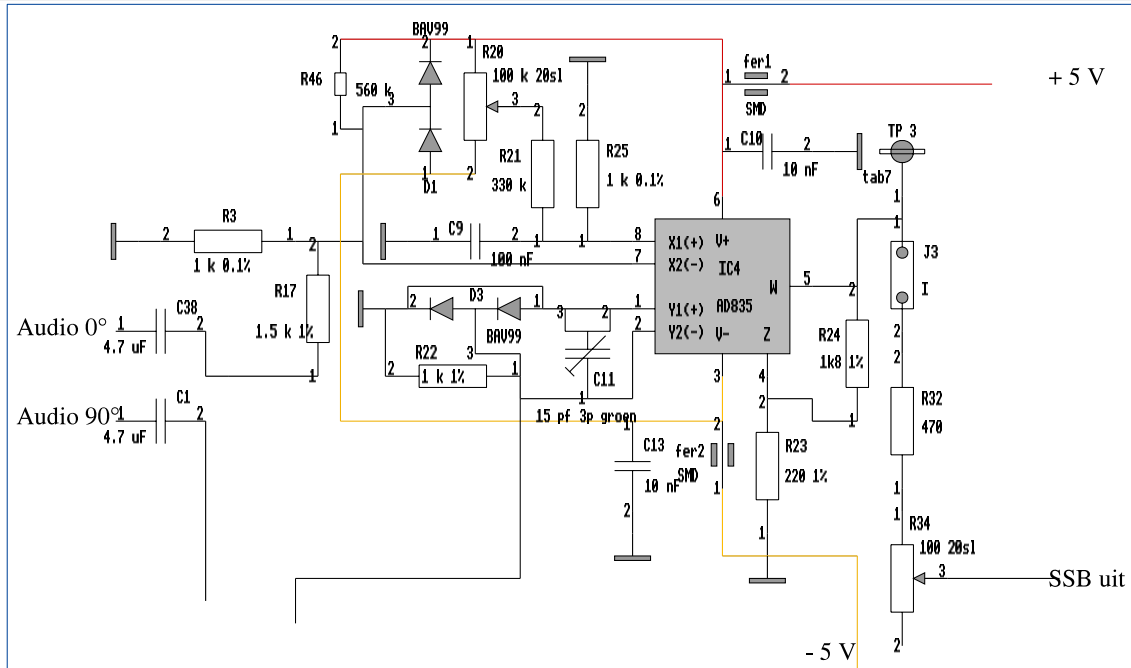 2
BAV99
2
1
R20
100 k 20sl
R46
560 k
3
3
2
1
1
2
D1
R21
330 k
2
R25
1 k 0.1%
1
fer1
2
SMD
+ 5 V
1
C10
2
10 nF
tab7
TP 3
1
6
R3
2
1
2
1 k 0.1%
1
C9
2
100 nF
1
1
8
X1(+)
V+
7
X2(-)
IC4
W
5
2
1
J3
I
D3
2
1
BAV99
3
2
1
Y1(+)
AD835
2
Y2(-)
V-
Z
R17
1.5 k 1%
1
Audio 0°
1
C38
2
4.7 uF
R22
2
1 k 1%
1
C11
1
15 pf 3p groen
3
4
R24
1k8 1%
1
2
2
R32
470
1
Audio 90°
1
C1
2
4.7 uF
1
C13
10 nF
2
2
fer2
SMD
1
2
R23
220 1%
1
1
R34
100 20sl
3
SSB uit
2
- 5 V